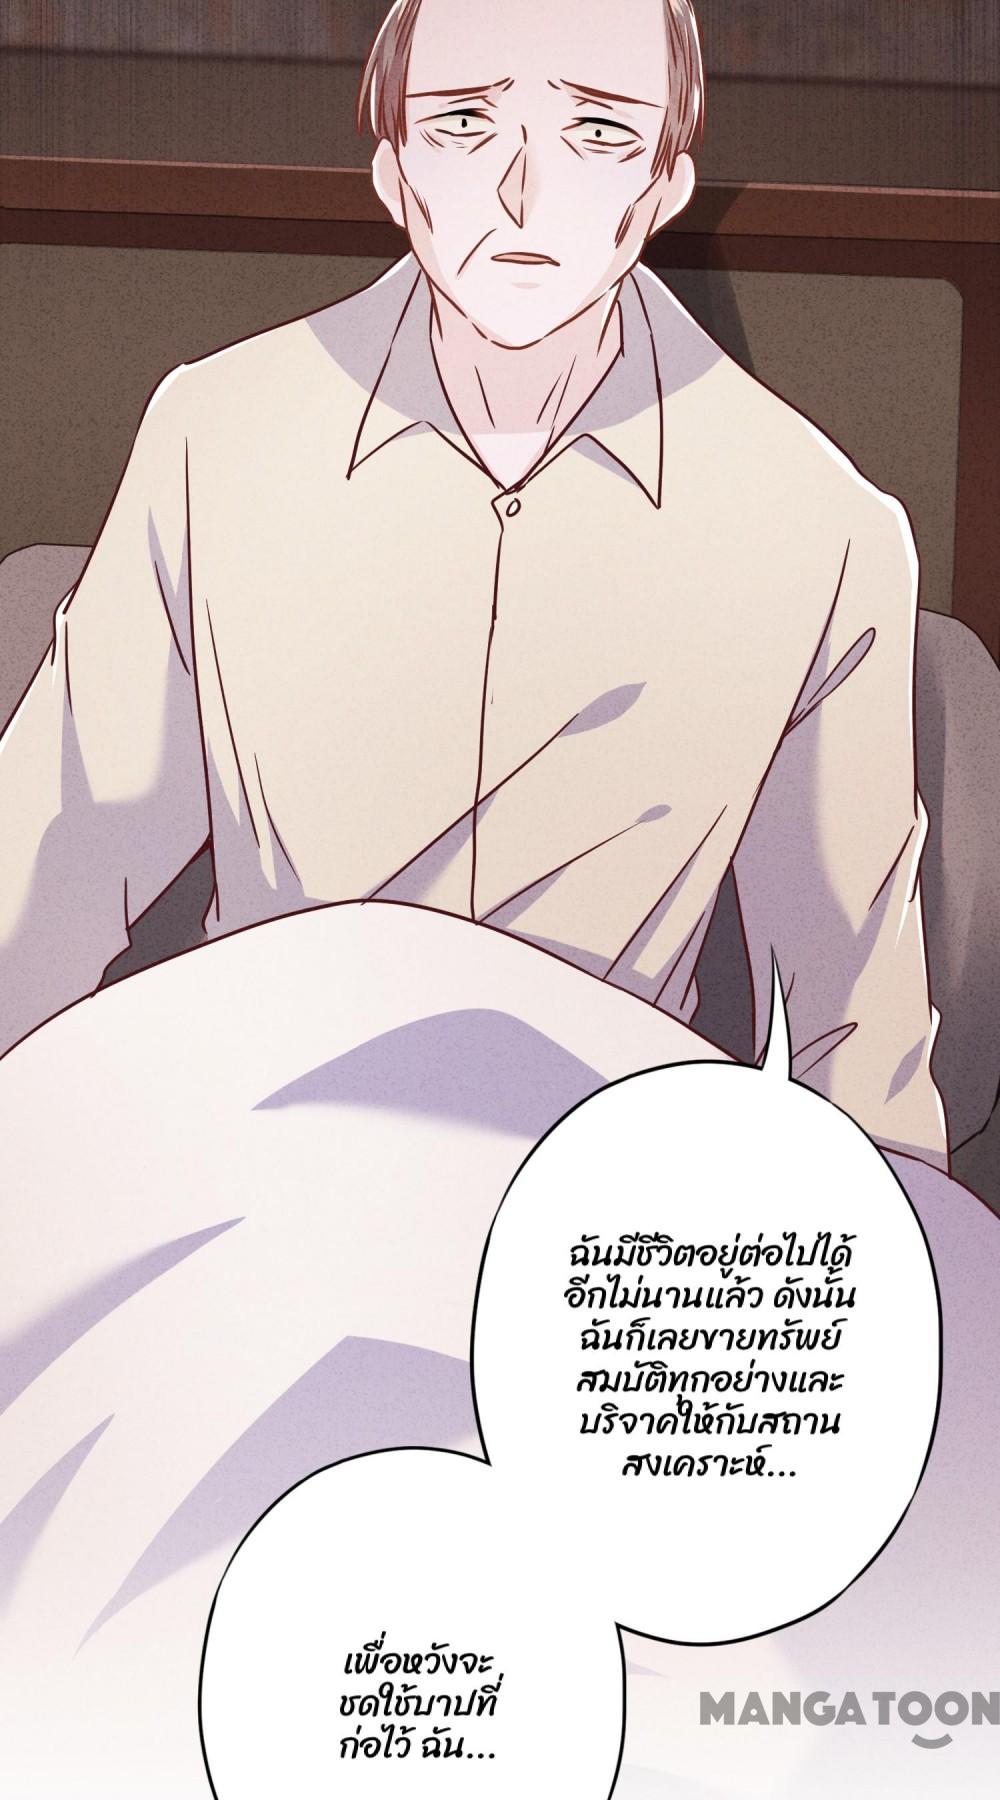 ฉันมีชีวิตอยู่ต่อไปได้
อีกไม่นานแล้ว ดังนั้น
ฉันก็เลยขายทรัพย์
สมบัติทุกอย่างและ
บริจาคให้กับสถาน
สงเคราะห์...
เพื่อหวังจะ
ชดใช้บาปที่
ก่อไว้ ฉัน...
MANGATOON